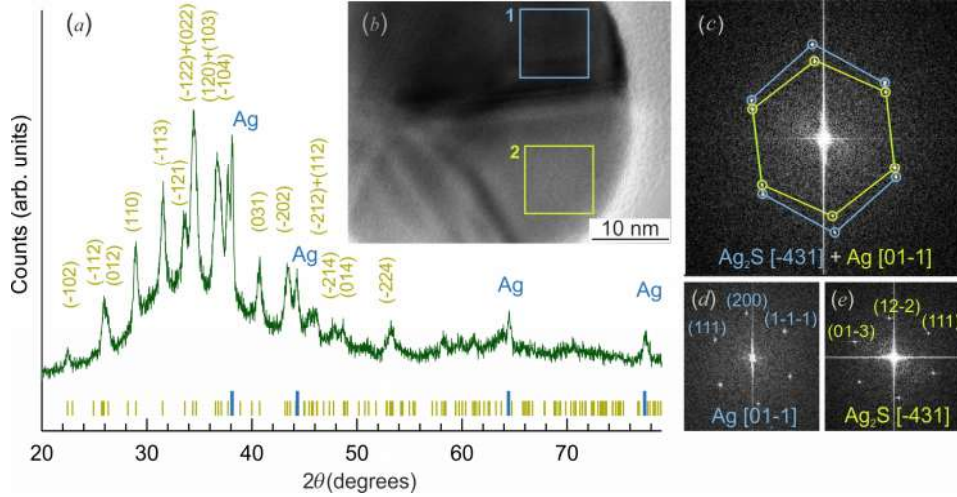 (a)
(b)
(c)
(-122)+(022)
(120)+(103)
(-104)
Ag
(-113)
(-121)
(110)
(-112)
(012)
(-102)
(031)
(-202)
Ag
(-212)+(112)
(-214)
(014)
(-224)
Ag
Ag
Counts (arb. units)
20 30 40 50 60 70
2θ (degrees)
1
2
10 nm
Ag₂S [-431] + Ag [01-1]
(d)
(200)
(111)
(1-1-1)
Ag [01-1]
(e)
(12-2)
(01-3)
(111)
Ag₂S [-431]